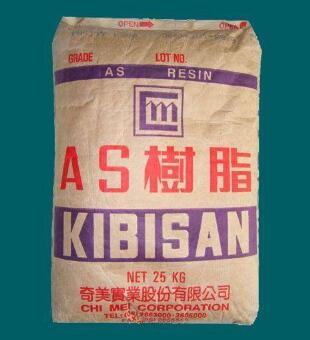 OPEN OPEN
GRADE LOT NO.
AS RESIN
AS樹脂
KIBISAN
NET 25 KG
奇美實業股份有限公司
CHI MEI CORPORATION